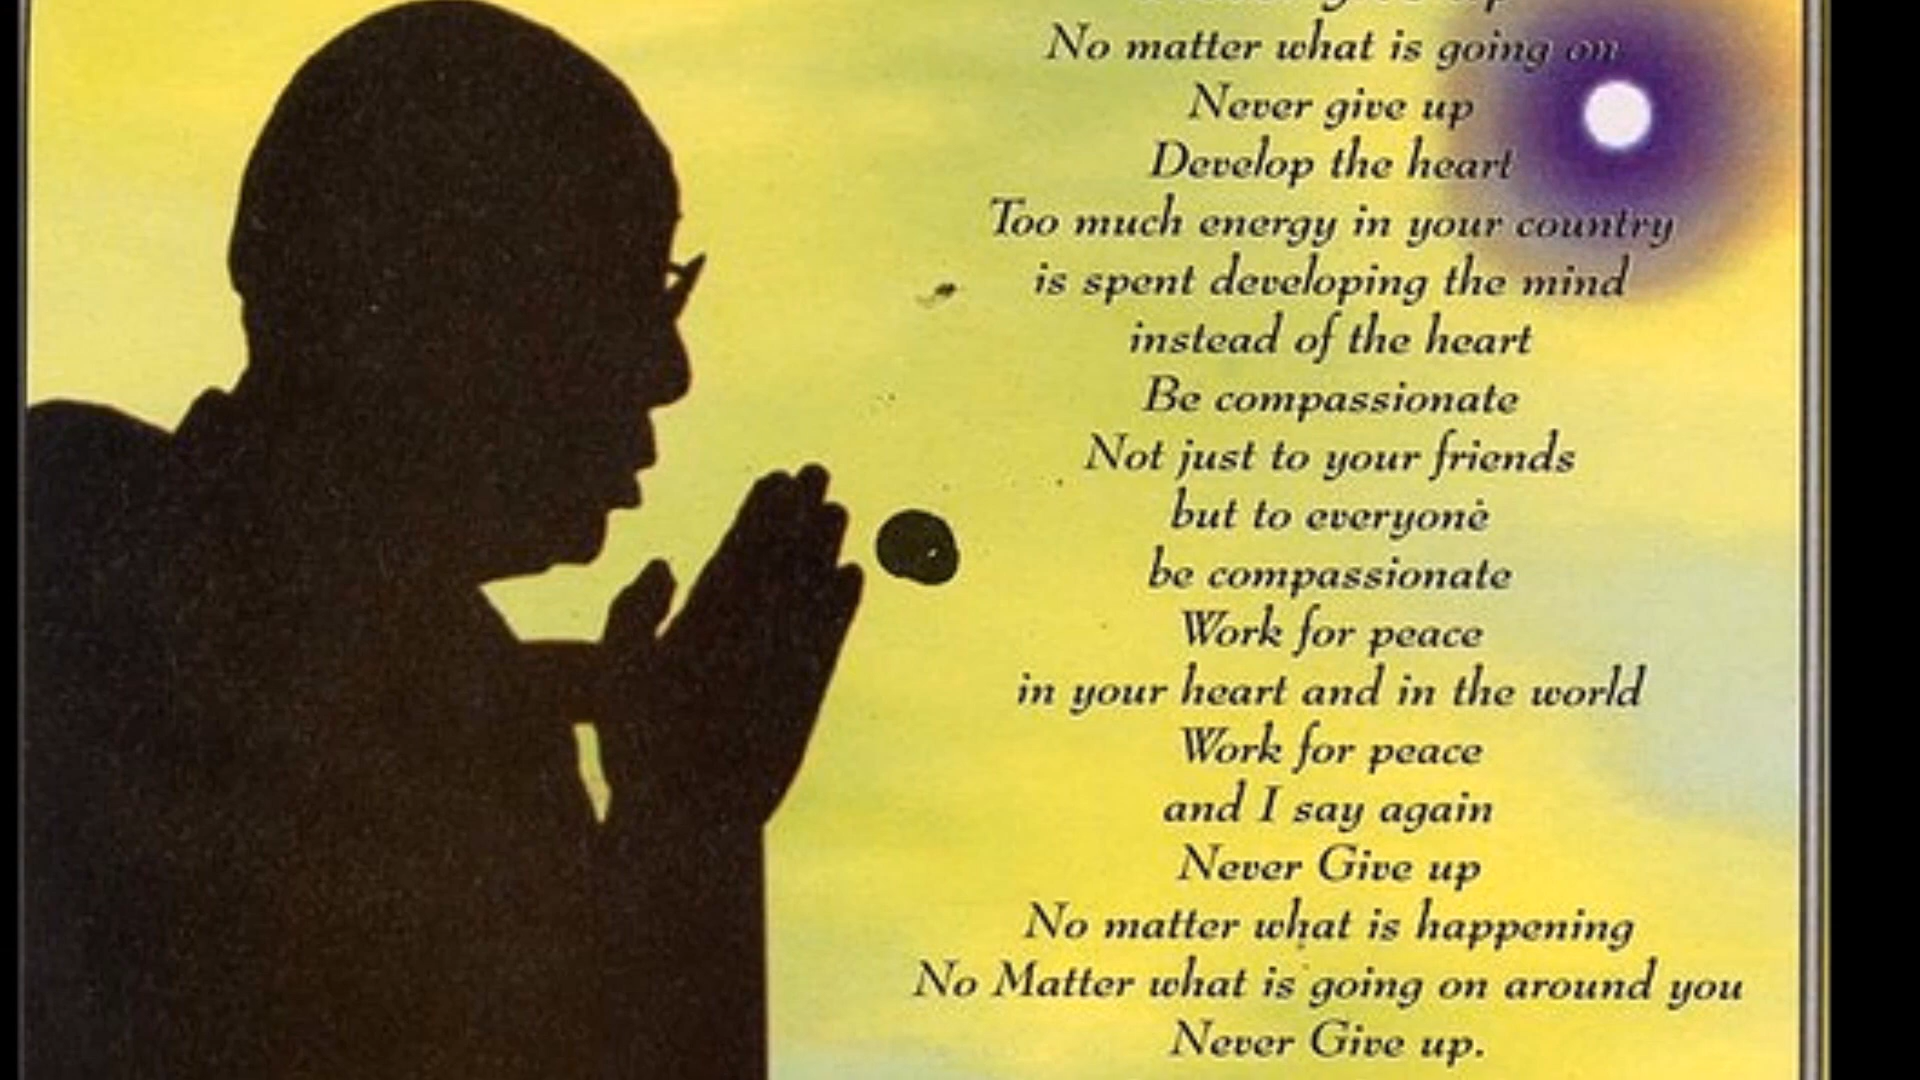 No matter what is going on
Never give up
Develop the heart
Too much energy in your country
is spent developing the mind
instead of the heart
Be compassionate
Not just to your friends
but to everyone
be compassionate
Work for peace
in your heart and in the world
Work for peace
and I say again
Never Give up
No matter what is happening
No Matter what is going on around you
Never Give up.